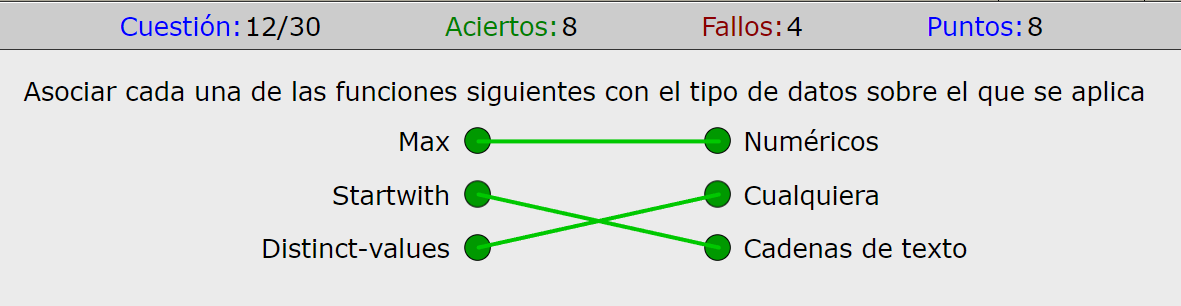 Cuestión: 12/30 Aciertos: 8 Fallos: 4 Puntos: 8
Asociar cada una de las funciones siguientes con el tipo de datos sobre el que se aplica
Max Numéricos
Startwith Cualquiera
Distinct-values Cadenas de texto